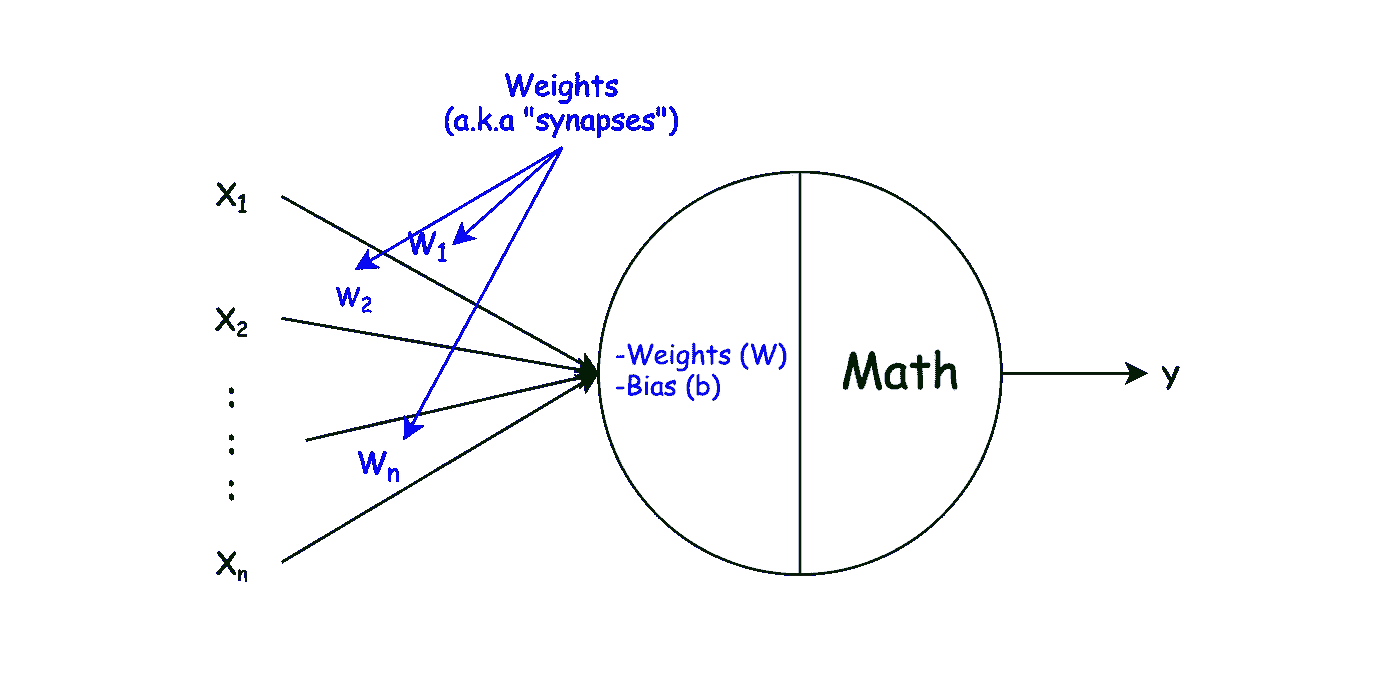 Weights
(a.k.a "synapses")
X₁
W₁
W₂
X₂
-Weights (W)
-Bias (b)
Math
y
Wₙ
Xₙ